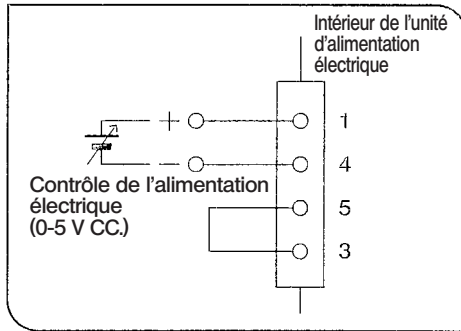 Intérieur de l'unité
d'alimentation
électrique
+
1
–
4
Contrôle de l'alimentation
électrique
(0-5 V CC.)
5
3